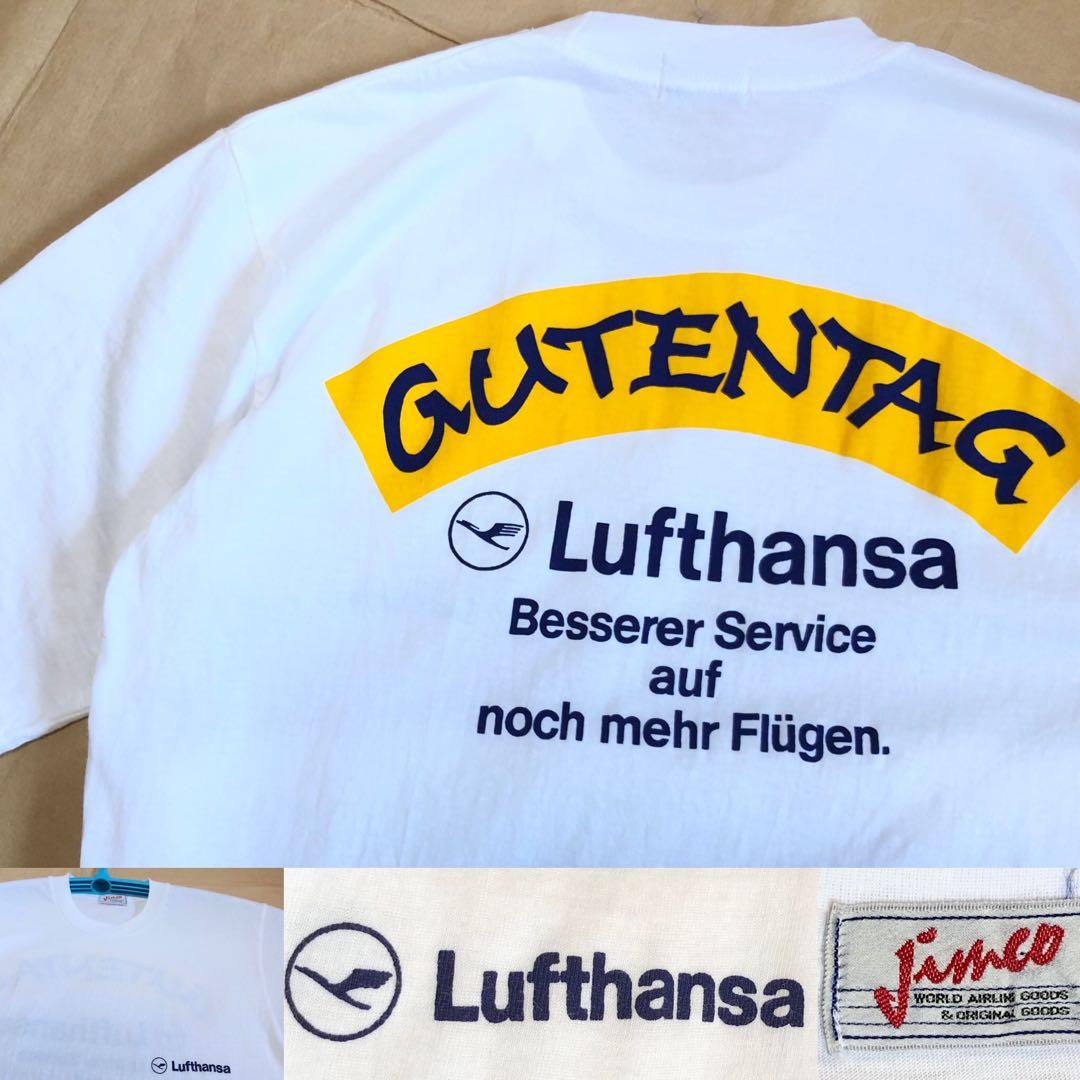 GUTENTAG
Lufthansa
Besserer Service
auf
noch mehr Flügen.
Lufthansa
Lufthansa
Jimco
WORLD AIRLINE GOODS
& ORIGINAL GOODS